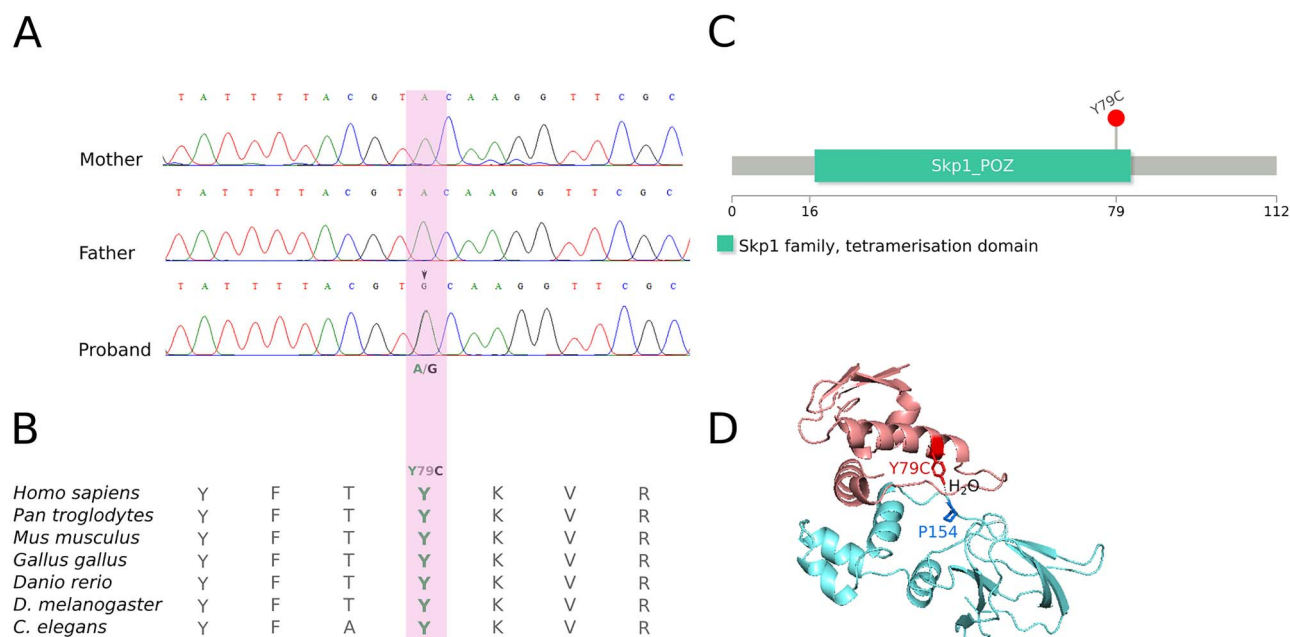 A
T A T T T T A C G T A C A A G G T T C G C
Mother
T A T T T T A C G T A C A A G G T T C G C
Father
T A T T T T A C G T G C A A G G T T C G C
Proband
A/G
B
Y79C
Homo sapiens Y F T Y K V R
Pan troglodytes Y F T Y K V R
Mus musculus Y F T Y K V R
Gallus gallus Y F T Y K V R
Danio rerio Y F T Y K V R
D. melanogaster Y F T Y K V R
C. elegans Y F A Y K V R
C
Y79C
Skp1_POZ
0 16 79 112
Skp1 family, tetramerisation domain
D
Y79C
H₂O
P154